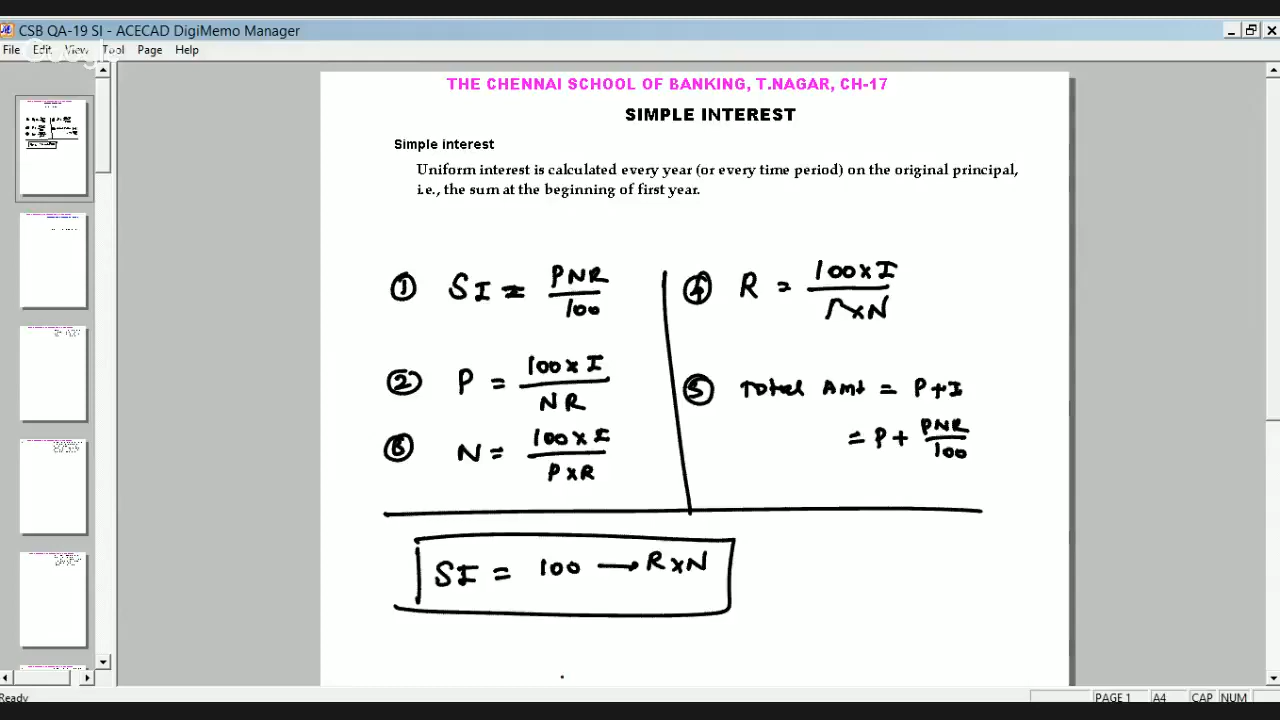 CSB QA-19 SI - ACECAD DigiMemo Manager
File Edit View Tool Page Help
Google
THE CHENNAI SCHOOL OF BANKING, T.NAGAR, CH-17
SIMPLE INTEREST
Simple interest
Uniform interest is calculated every year (or every time period) on the original principal,
i.e., the sum at the beginning of first year.
① SI = PNR/100
② P = 100 x I / NR
③ N = 100 x I / P x R
④ R = 100 x I / P x N
⑤ Total Amt = P + I
= P + PNR/100
SI = 100 → R x N
Ready PAGE 1 A4 CAP NUM